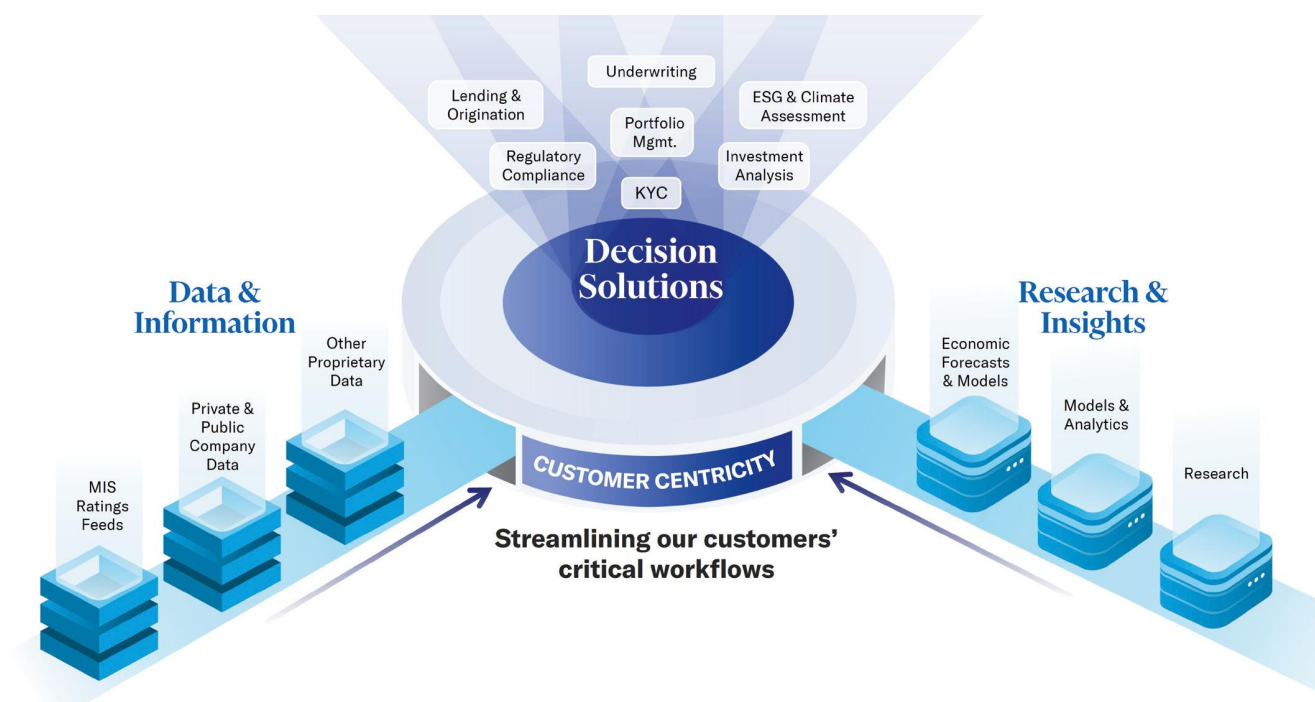 Underwriting
Lending &
Origination
ESG & Climate
Assessment
Portfolio
Mgmt.
Regulatory
Compliance
Investment
Analysis
KYC
Decision
Solutions
Data &
Information
Research &
Insights
Other
Proprietary
Data
Private &
Public
Company
Data
MIS
Ratings
Feeds
Economic
Forecasts
& Models
Models &
Analytics
Research
CUSTOMER CENTRICITY
Streamlining our customers’
critical workflows